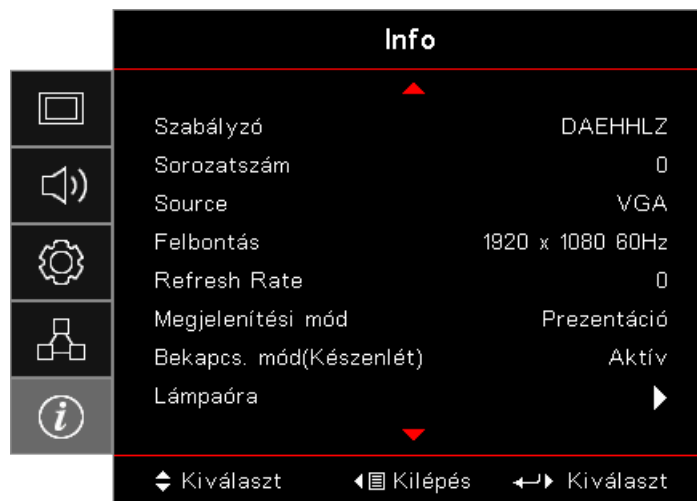 Info
Szabályzó DAEHHLZ
Sorozatszám 0
Source VGA
Felbontás 1920 x 1080 60Hz
Refresh Rate 0
Megjelenítési mód Prezentáció
Bekapcs. mód(Készenlét) Aktív
Lámpaóra
Kiválaszt Kilépés Kiválaszt